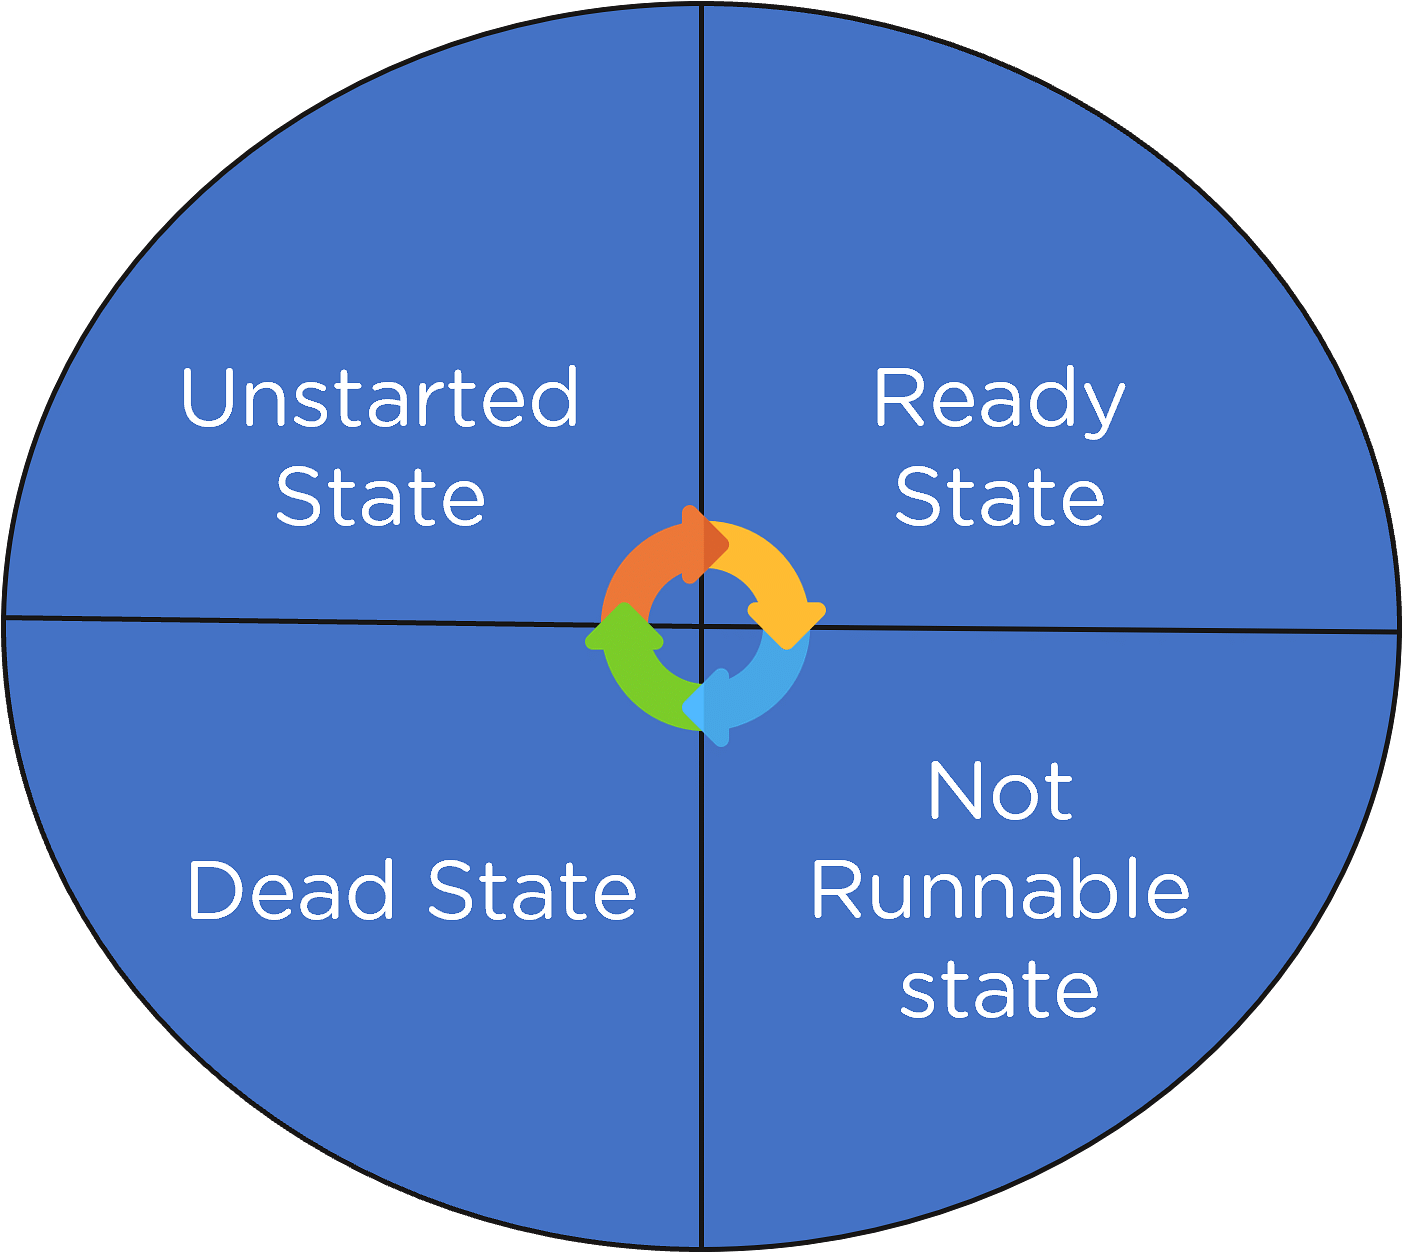 Unstarted
State
Ready
State
Dead State
Not
Runnable
state